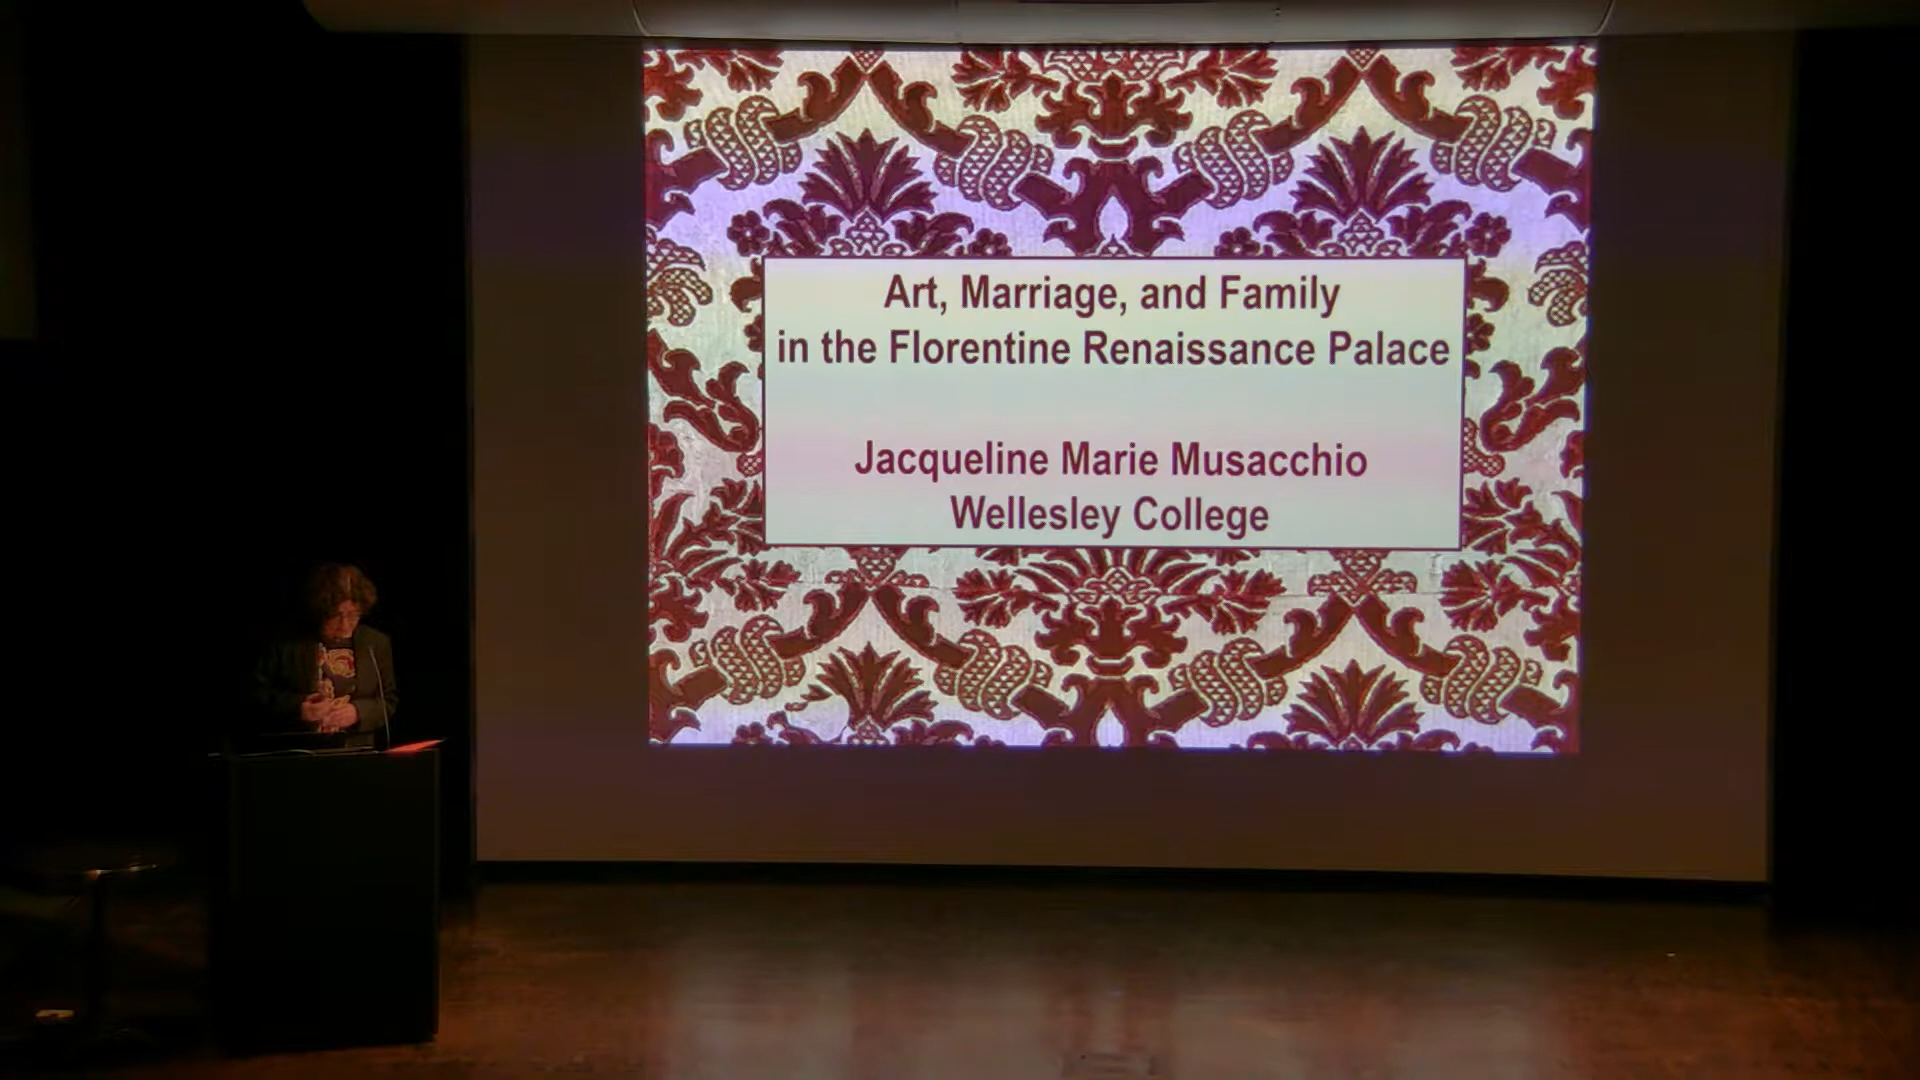 Art, Marriage, and Family
in the Florentine Renaissance Palace
Jacqueline Marie Musacchio
Wellesley College